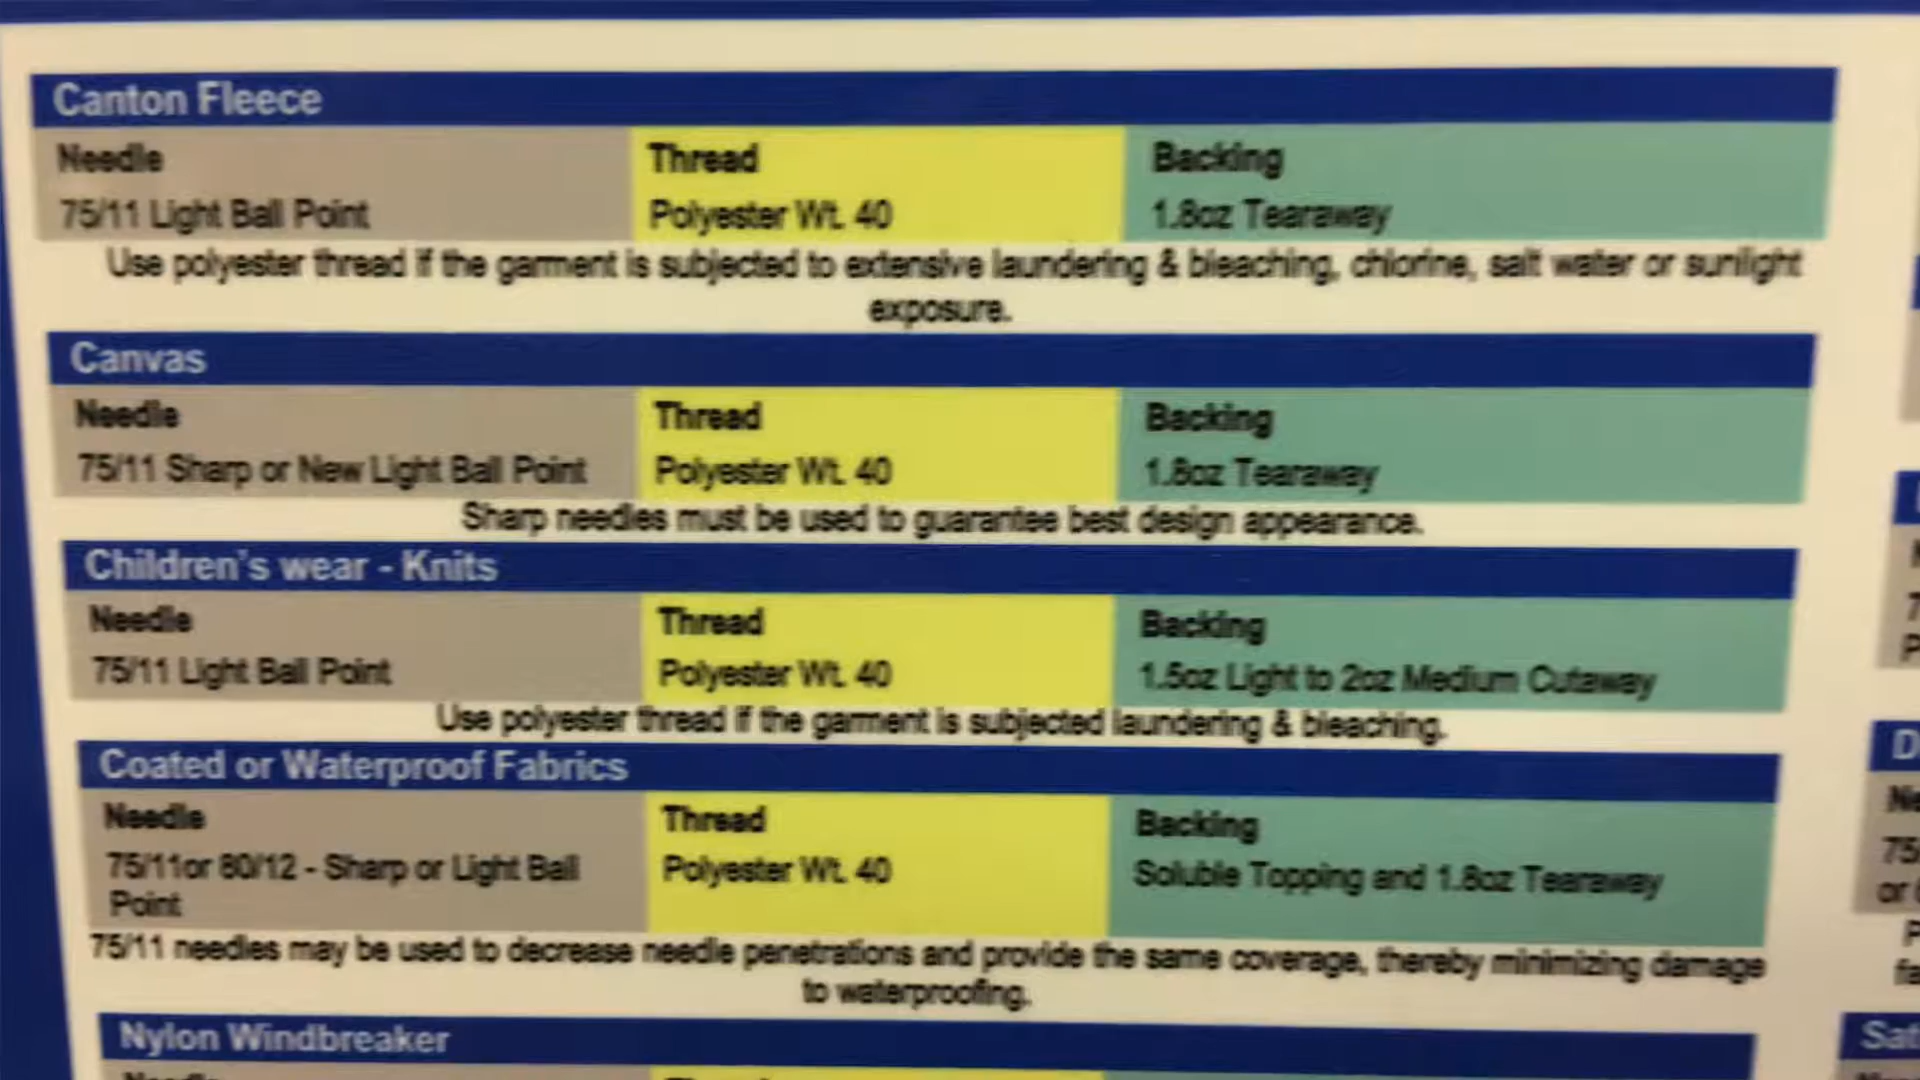 Canton Fleece
Needle Thread Backing
75/11 Light Ball Point Polyester Wt. 40 1.8oz Tearaway
Use polyester thread if the garment is subjected to extensive laundering & bleaching, chlorine, salt water or sunlight
exposure.
Canvas
Needle Thread Backing
75/11 Sharp or New Light Ball Point Polyester Wt. 40 1.8oz Tearaway
Sharp needles must be used to guarantee best design appearance.
Children's wear - Knits
Needle Thread Backing
75/11 Light Ball Point Polyester Wt. 40 1.5oz Light to 2oz Medium Cutaway
Use polyester thread if the garment is subjected laundering & bleaching.
Coated or Waterproof Fabrics
Needle Thread Backing
75/11or 80/12 - Sharp or Light Ball Polyester Wt. 40 Soluble Topping and 1.8oz Tearaway
Point
75/11 needles may be used to decrease needle penetrations and provide the same coverage, thereby minimizing damage
to waterproofing.
Nylon Windbreaker